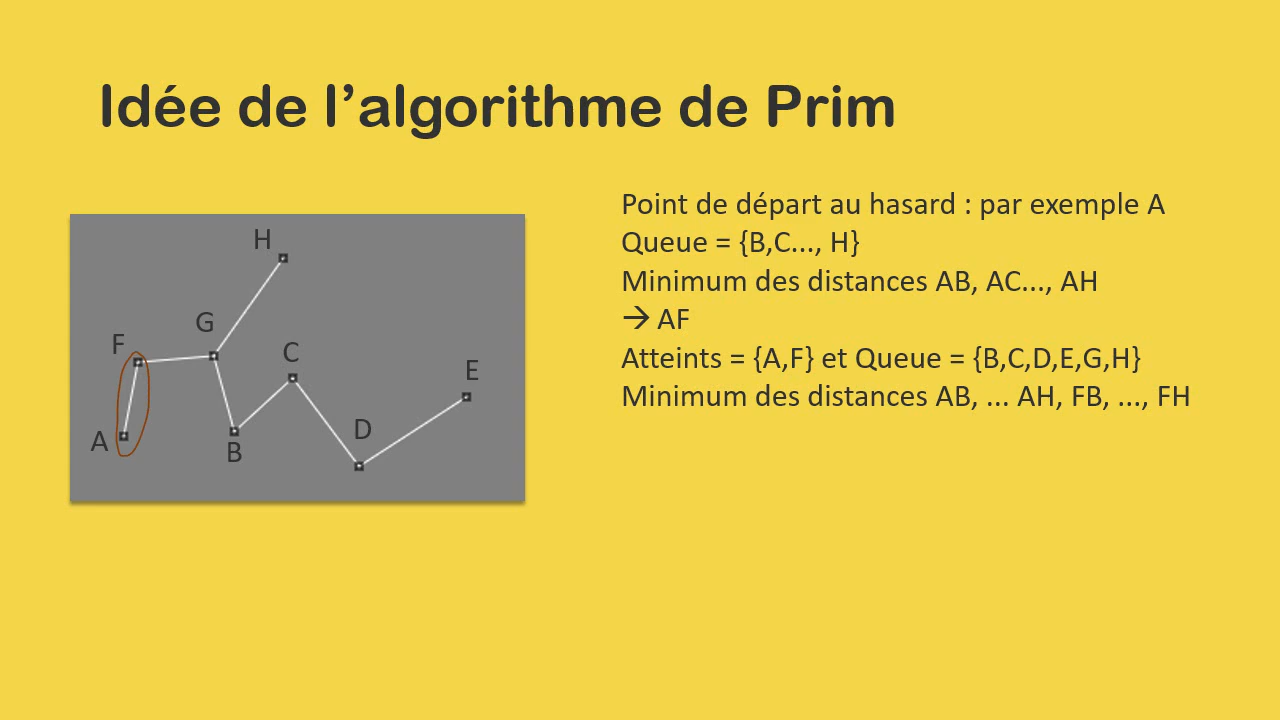 Idée de l’algorithme de Prim
H
G
F
C
E
D
A
B
Point de départ au hasard : par exemple A
Queue = {B,C..., H}
Minimum des distances AB, AC..., AH
→ AF
Atteints = {A,F} et Queue = {B,C,D,E,G,H}
Minimum des distances AB, ... AH, FB, ..., FH